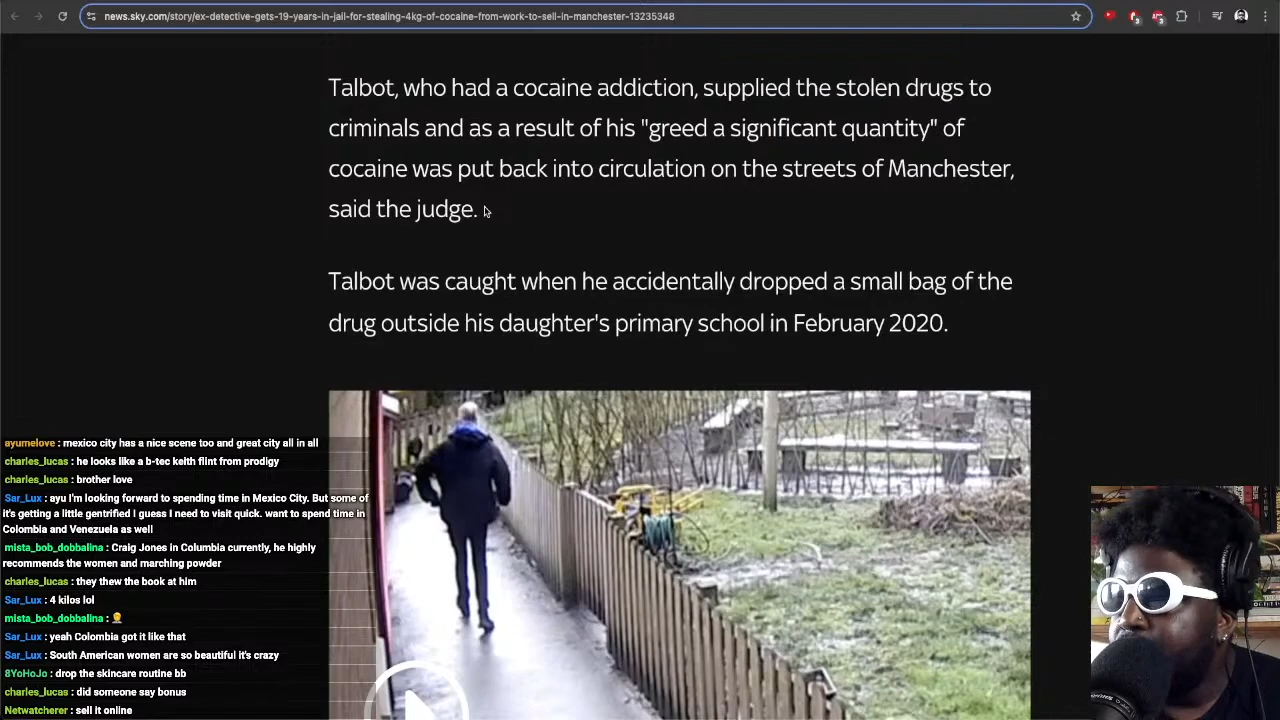 news.sky.com/story/ex-detective-gets-19-years-in-jail-for-stealing-4kg-of-cocaine-from-work-to-sell-in-manchester-13235348
Talbot, who had a cocaine addiction, supplied the stolen drugs to
criminals and as a result of his "greed a significant quantity" of
cocaine was put back into circulation on the streets of Manchester,
said the judge.
Talbot was caught when he accidentally dropped a small bag of the
drug outside his daughter's primary school in February 2020.
ayumelove : mexico city has a nice scene too and great city all in all
charles_lucas : he looks like a b-tec keith flint from prodigy
charles_lucas : brother love
Sar_Lux : ayu I'm looking forward to spending time in Mexico City. But some of
it's getting a little gentrified I guess I need to visit quick. want to spend time in
Colombia and Venezuela as well
mista_bob_dobbalina : Craig Jones in Columbia currently, he highly
recommends the women and marching powder
charles_lucas : they thew the book at him
Sar_Lux : 4 kilos lol
mista_bob_dobbalina :
Sar_Lux : yeah Colombia got it like that
Sar_Lux : South American women are so beautiful it's crazy
8YoHoJo : drop the skincare routine bb
charles_lucas : did someone say bonus
Netwatcherer : sell it online